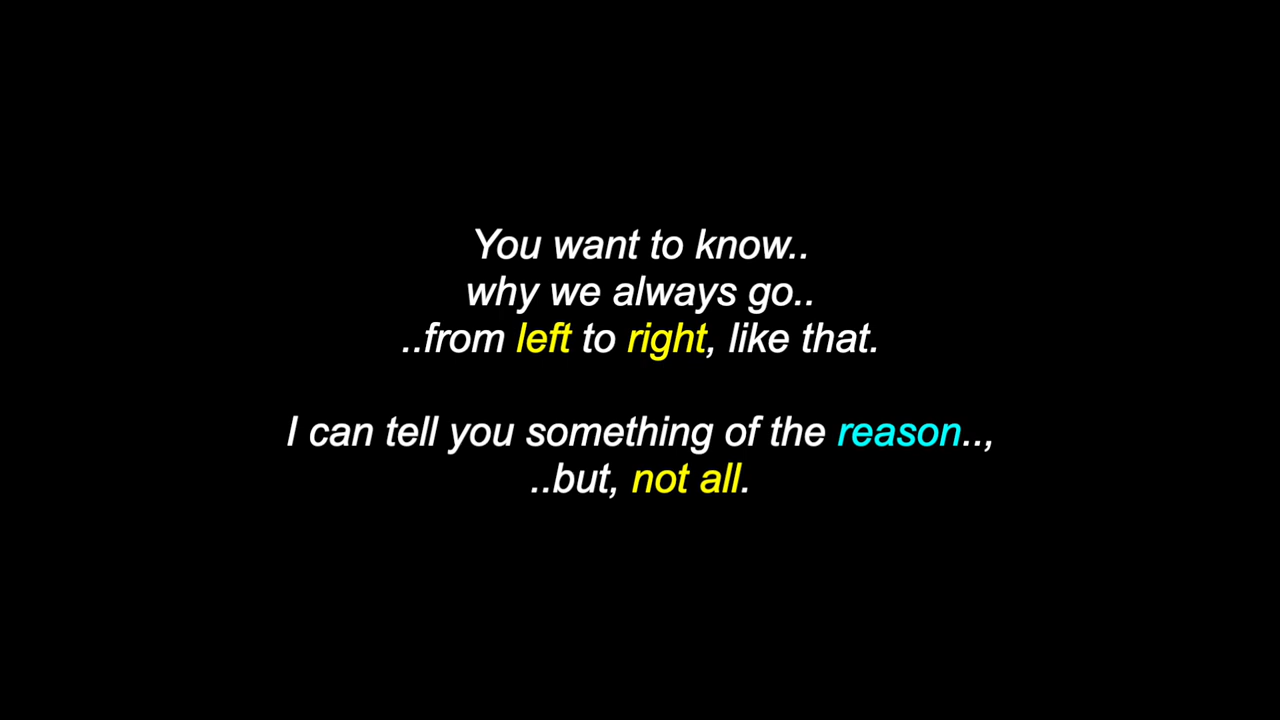 You want to know..
why we always go..
..from left to right, like that.
I can tell you something of the reason..,
..but, not all.